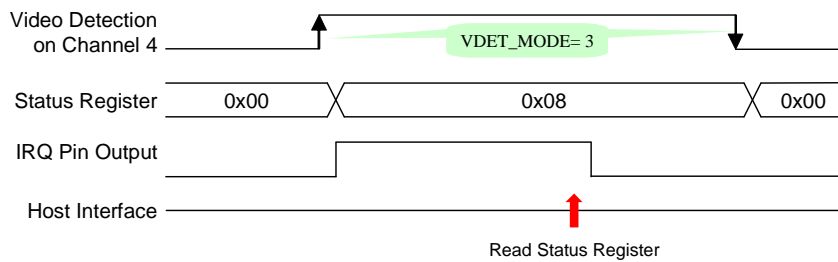 Video Detection
on Channel 4
VDET_MODE= 3
Status Register
0x00 0x08 0x00
IRQ Pin Output
Host Interface
Read Status Register